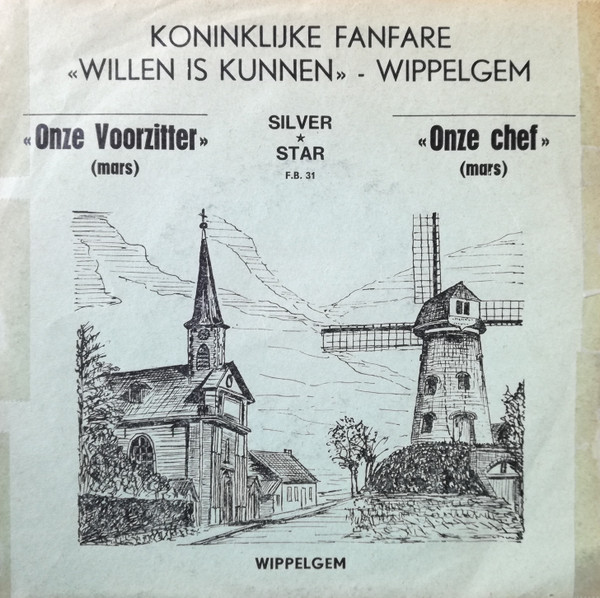 KONINKLIJKE FANFARE
«WILLEN IS KUNNEN» - WIPPELGEM
«Onze Voorzitter»
(mars)
SILVER
★
STAR
F.B. 31
«Onze chef»
(mars)
WIPPELGEM